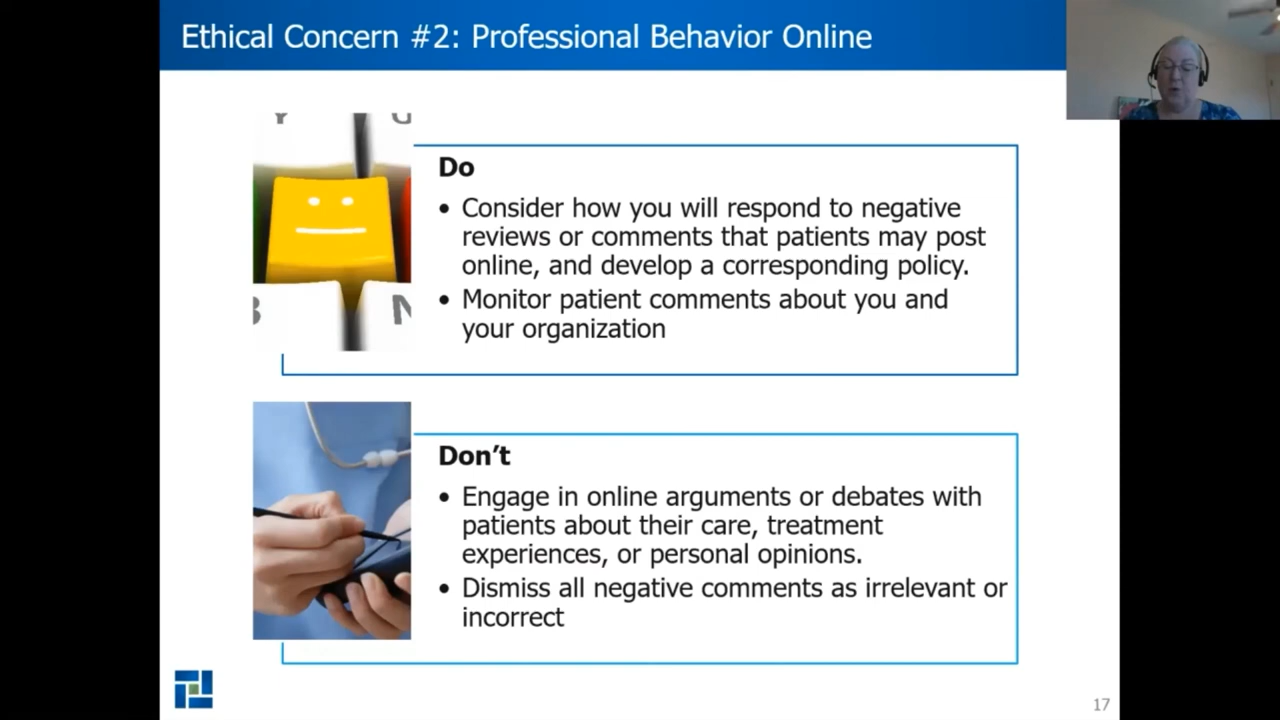 Ethical Concern #2: Professional Behavior Online
Y
B
N
Do
• Consider how you will respond to negative
reviews or comments that patients may post
online, and develop a corresponding policy.
• Monitor patient comments about you and
your organization
Don’t
• Engage in online arguments or debates with
patients about their care, treatment
experiences, or personal opinions.
• Dismiss all negative comments as irrelevant or
incorrect
17